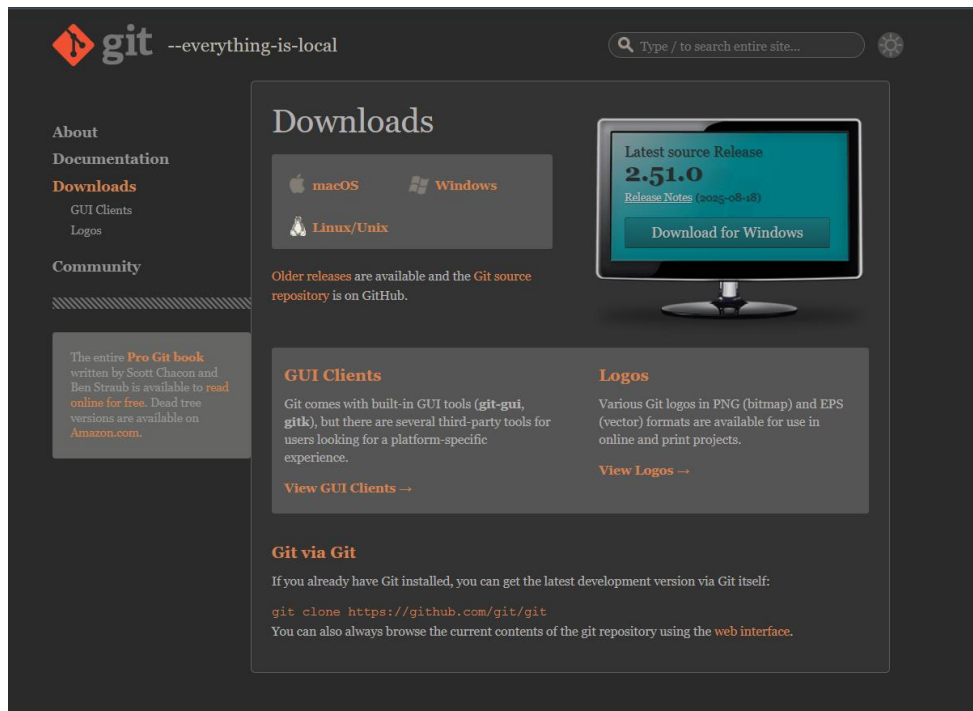 git --everything-is-local
Type / to search entire site...
About
Documentation
Downloads
GUI Clients
Logos
Community
The entire Pro Git book
written by Scott Chacon and
Ben Straub is available to read
online for free. Dead tree
versions are available on
Amazon.com.
Downloads
macOS
Windows
Linux/Unix
Older releases are available and the Git source
repository is on GitHub.
Latest source Release
2.51.0
Release Notes (2025-08-18)
Download for Windows
GUI Clients
Git comes with built-in GUI tools (git-gui,
gitk), but there are several third-party tools for
users looking for a platform-specific
experience.
View GUI Clients →
Logos
Various Git logos in PNG (bitmap) and EPS
(vector) formats are available for use in
online and print projects.
View Logos →
Git via Git
If you already have Git installed, you can get the latest development version via Git itself:
git clone https://github.com/git/git
You can also always browse the current contents of the git repository using the web interface.